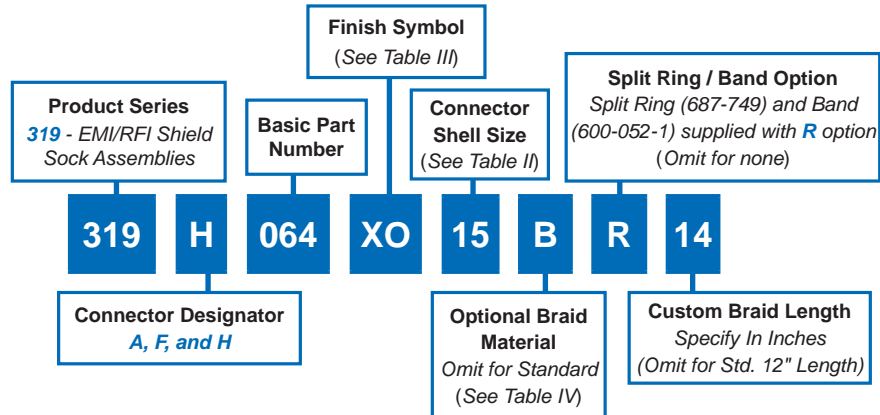 Finish Symbol
(See Table III)
Product Series
319 - EMI/RFI Shield
Sock Assemblies
Basic Part
Number
Connector
Shell Size
(See Table II)
Split Ring / Band Option
Split Ring (687-749) and Band
(600-052-1) supplied with R option
(Omit for none)
319 H 064 XO 15 B R 14
Connector Designator
A, F, and H
Optional Braid
Material
Omit for Standard
(See Table IV)
Custom Braid Length
Specify In Inches
(Omit for Std. 12" Length)